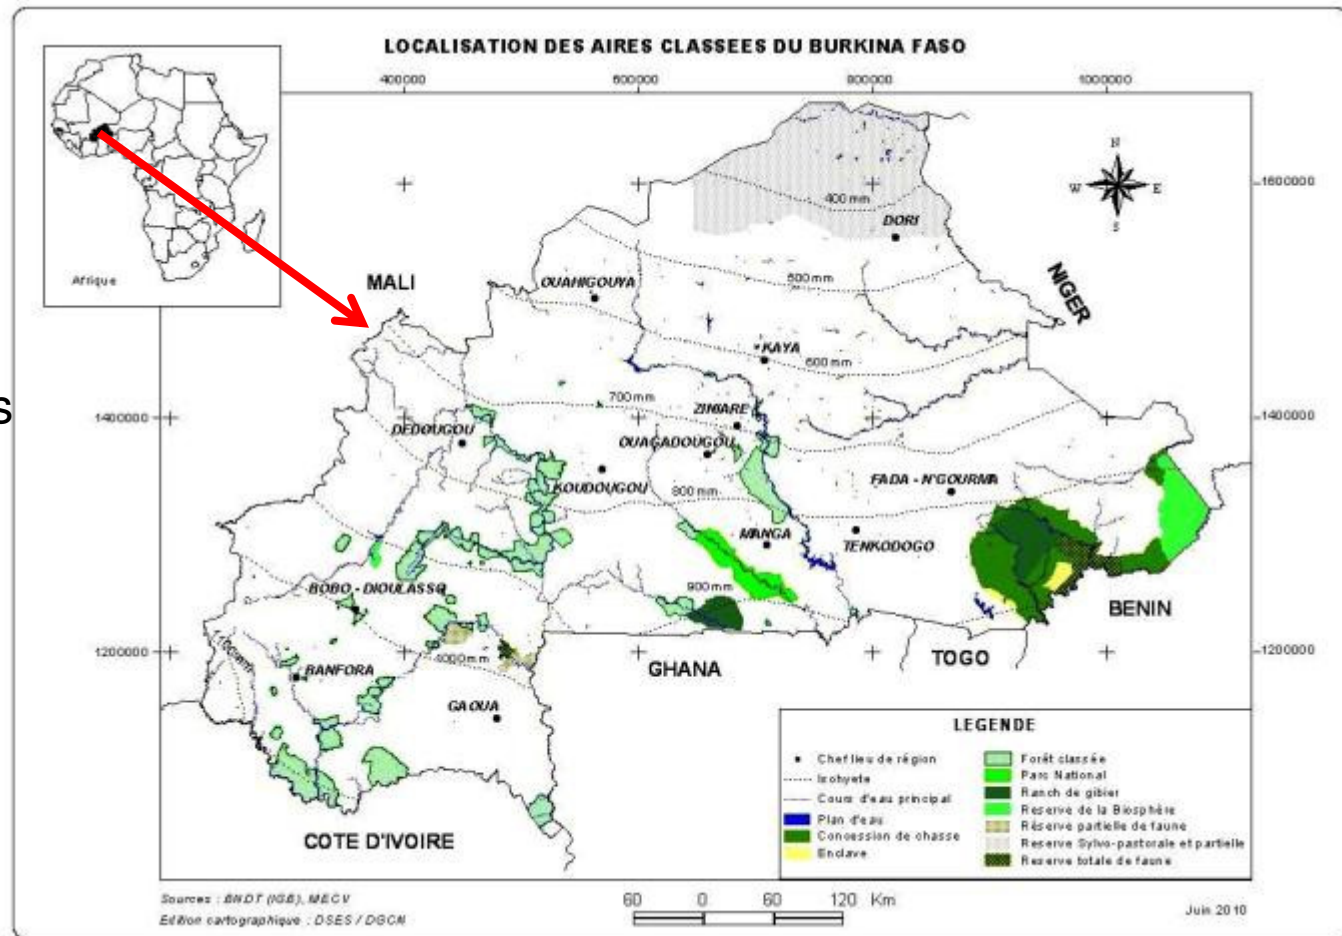 LOCALISATION DES AIRES CLASSEES DU BURKINA FASO
400000 600000 800000 1000000
Afrique
N
W E
S
1600000
400 mm
DORI
MALI
NIGER
OUAHIGOUYA
500 mm
KAYA
600 mm
s
1400000 1400000
700 mm
ZINIARE
DEDOUGOU
OUAGADOUGOU
KOUDOUGOU
800 mm
FADA - N'GOURMA
MANGA
TENKODOGO
BOBO - DIOULASSO
900 mm
BENIN
1200000 1200000
1000mm
BANFORA
GHANA
TOGO
GAOUA
COTE D'IVOIRE
LEGENDE
Chef lieu de région
Isohyete
Cours d'eau principal
Plan d'eau
Concession de chasse
Enclave
Forêt classée
Parc National
Ranch de gibier
Reserve de la Biosphère
Réserve partielle de faune
Reserve Sylvo-pastorale et partielle
Reserve totale de faune
Sources : BNDT (IGB), MECV
Edition cartographique : DSES / DGCN
60 0 60 120 Km
Juin 2010